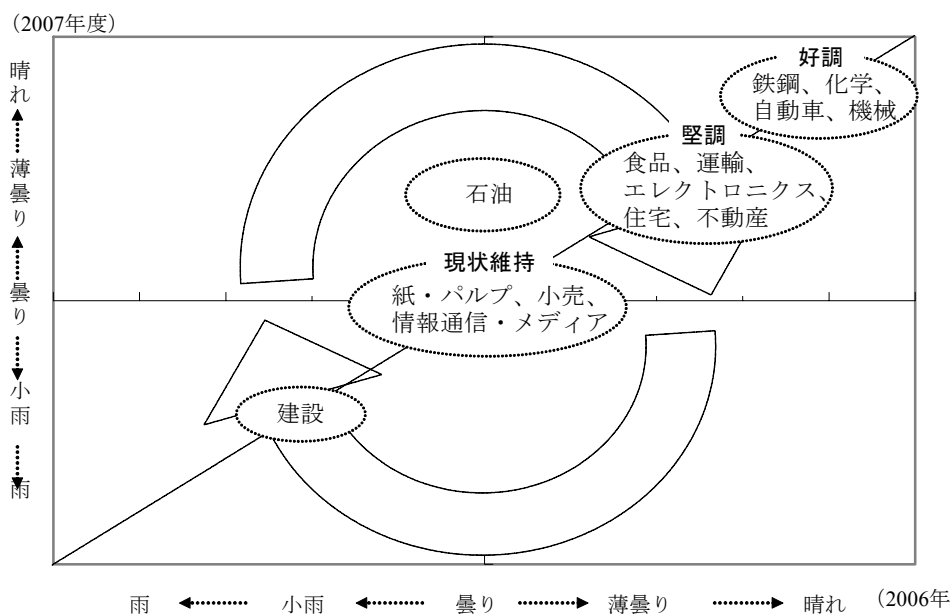 （2007年度）
晴れ
薄曇り
曇り
小雨
雨
好調
鉄鋼、化学、
自動車、機械
堅調
食品、運輸、
エレクトロニクス、
住宅、不動産
石油
現状維持
紙・パルプ、小売、
情報通信・メディア
建設
雨 小雨 曇り 薄曇り 晴れ
（2006年